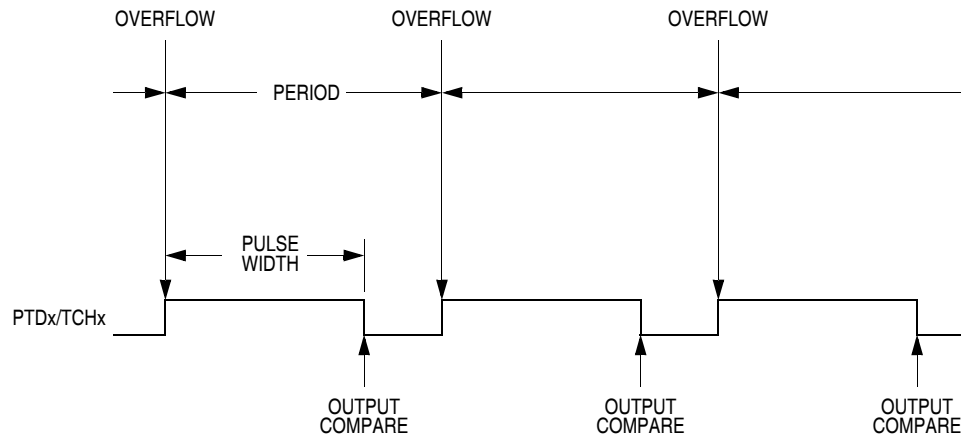 OVERFLOW OVERFLOW OVERFLOW
PERIOD
PULSE
WIDTH
PTDx/TCHx
OUTPUT
COMPARE
OUTPUT
COMPARE
OUTPUT
COMPARE